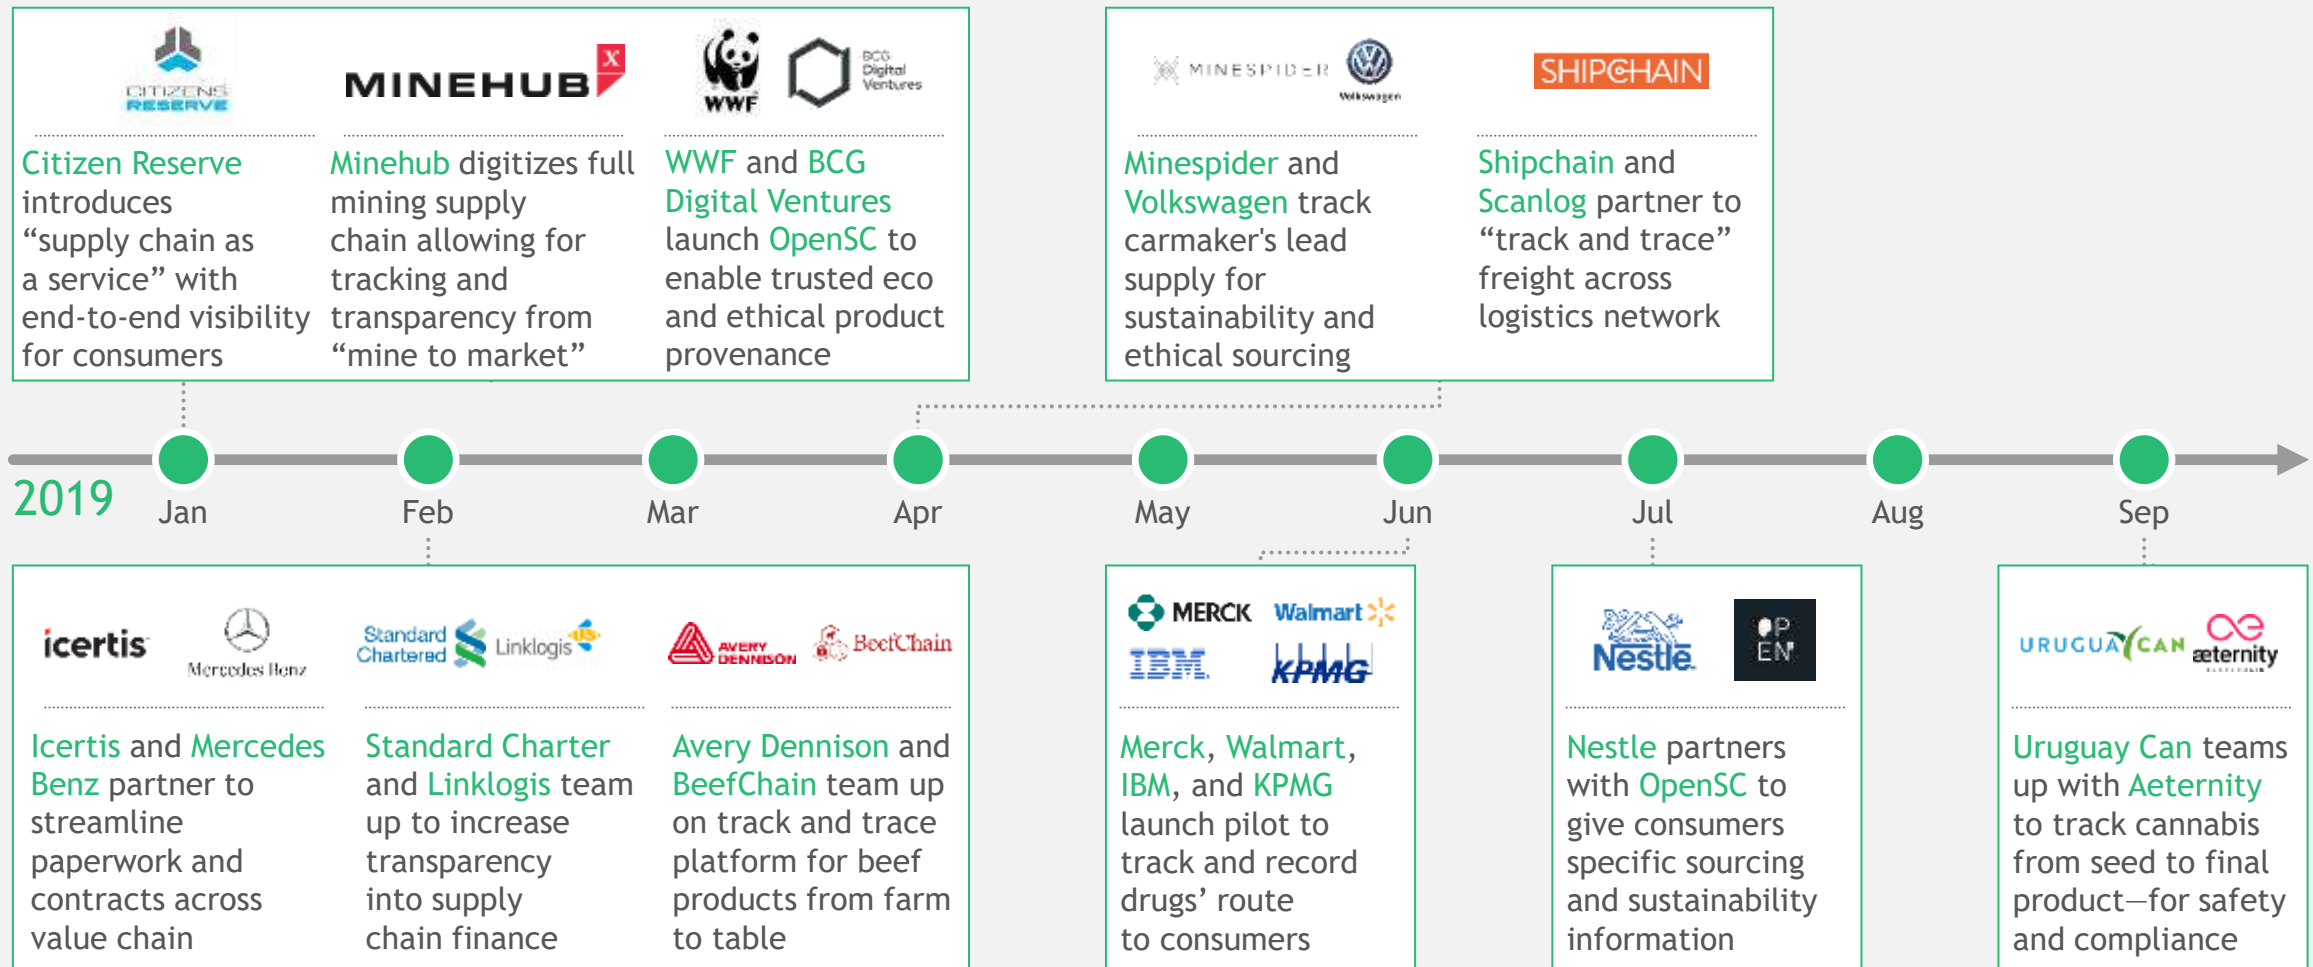 CITIZENS
RESERVE
MINEHUB
X
WWF
BCG
Digital
Ventures
Citizen Reserve
introduces
“supply chain as
a service” with
end-to-end visibility
for consumers
Minehub digitizes full
mining supply
chain allowing for
tracking and
transparency from
“mine to market”
WWF and BCG
Digital Ventures
launch OpenSC to
enable trusted eco
and ethical product
provenance
MINESPIDER
Volkswagen
SHIPCHAIN
Minespider and
Volkswagen track
carmaker's lead
supply for
sustainability and
ethical sourcing
Shipchain and
Scanlog partner to
“track and trace”
freight across
logistics network
2019
Jan
Feb
Mar
Apr
May
Jun
Jul
Aug
Sep
icertis
Mercedes Benz
Standard
Chartered
Linklogis
AVERY
DENNISON
BeefChain
Icertis and Mercedes
Benz partner to
streamline
paperwork and
contracts across
value chain
Standard Charter
and Linklogis team
up to increase
transparency
into supply
chain finance
Avery Dennison and
BeefChain team up
on track and trace
platform for beef
products from farm
to table
MERCK
Walmart
IBM
KPMG
Merck, Walmart,
IBM, and KPMG
launch pilot to
track and record
drugs’ route
to consumers
Nestlé
OP
EN
Nestle partners
with OpenSC to
give consumers
specific sourcing
and sustainability
information
URUGUAYCAN
æternity
Uruguay Can teams
up with Aeternity
to track cannabis
from seed to final
product—for safety
and compliance